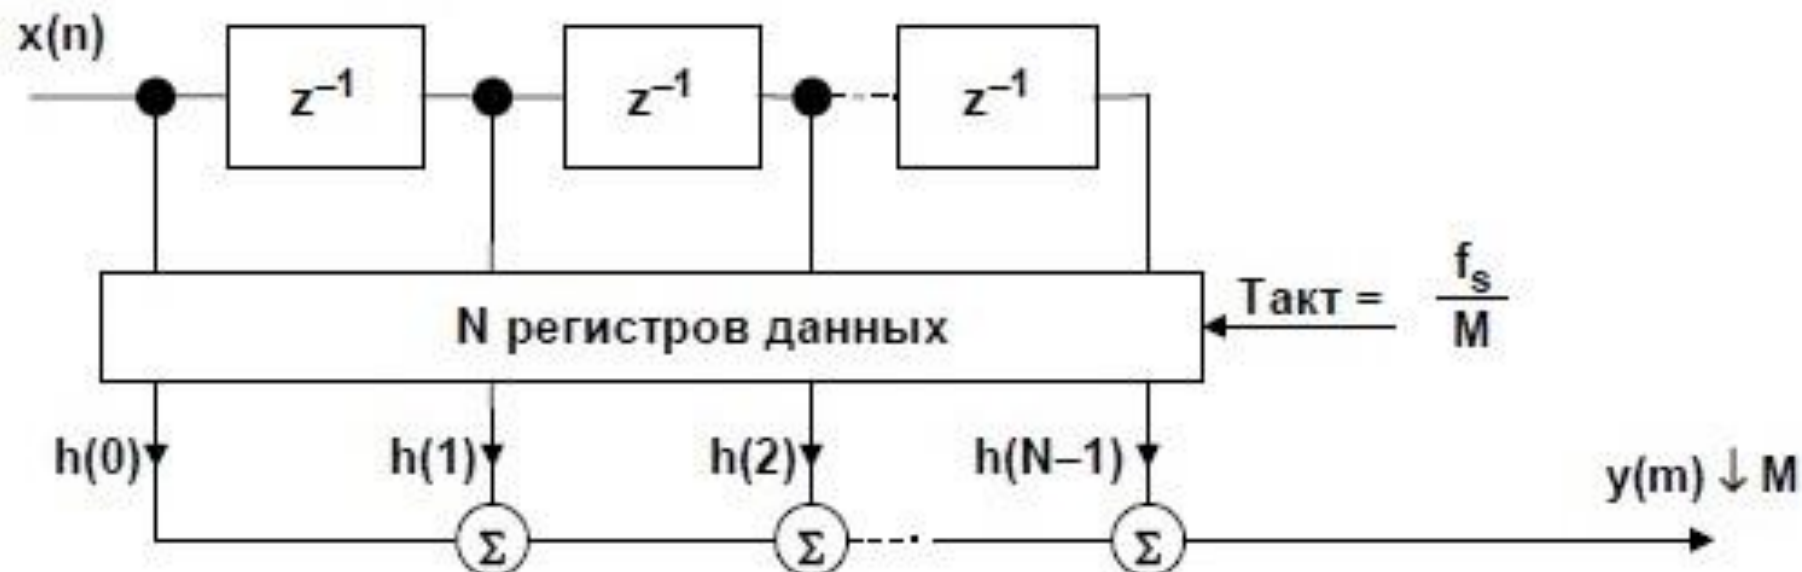 x(n)
z⁻¹ z⁻¹ z⁻¹
N регистров данных
Такт = fₛ / M
h(0) h(1) h(2) h(N–1)
y(m) ↓ M
Σ Σ Σ